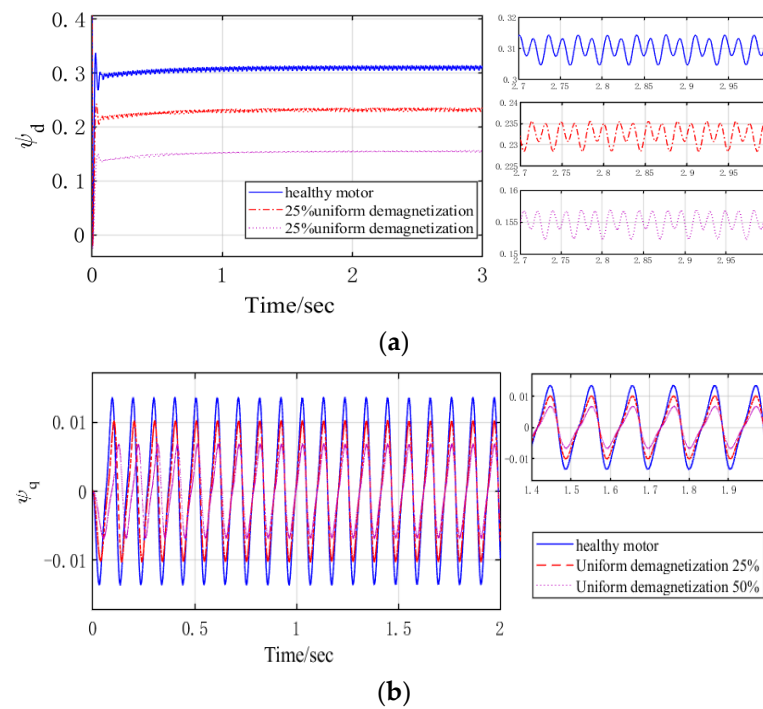 0.4
0.3
0.2
0.1
0
ψd
healthy motor
25%uniform demagnetization
25%uniform demagnetization
0 1 2 3
Time/sec
0.32
0.31
0.3
2.7 2.75 2.8 2.85 2.9 2.95
0.24
0.235
0.23
0.225
2.7 2.75 2.8 2.85 2.9 2.95
0.16
0.155
0.15
2.7 2.75 2.8 2.85 2.9 2.95
(a)
0.01
0
-0.01
ψq
0 0.5 1 1.5 2
Time/sec
0.01
0
-0.01
1.4 1.5 1.6 1.7 1.8 1.9
healthy motor
Uniform demagnetization 25%
Uniform demagnetization 50%
(b)